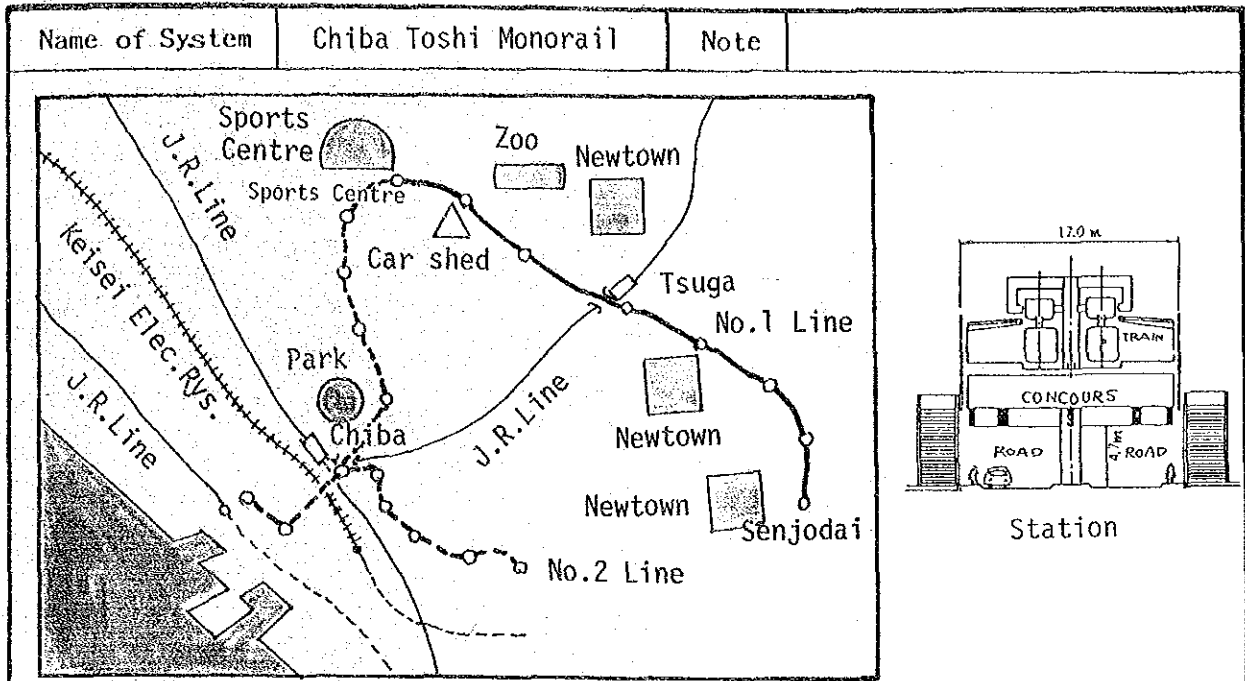 Name of System
Chiba Toshi Monorail
Note
Sports
Centre
Sports Centre
Zoo
Newtown
J.R.Line
Keisei Elec.Rys.
J.R.Line
Car shed
Tsuga
No.1 Line
Park
Chiba
J.R.Line
Newtown
Newtown
Senjodai
No.2 Line
17.0 m
TRAIN
CONCOURS
ROAD
4.7m
ROAD
Station